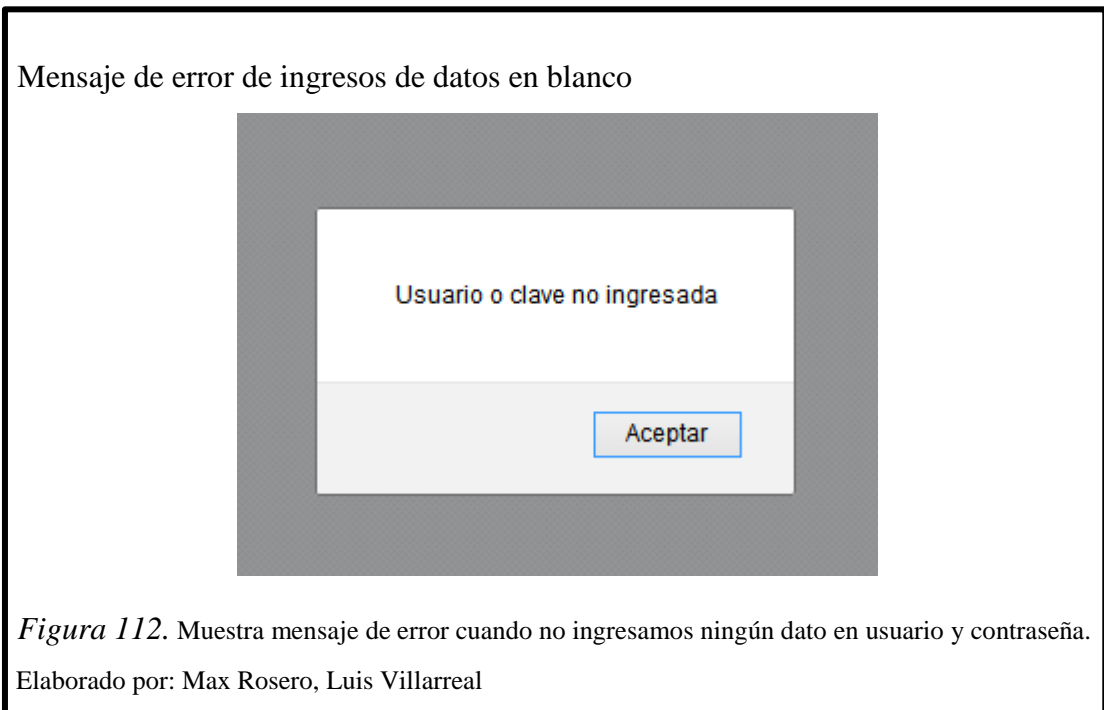 Mensaje de error de ingresos de datos en blanco
Usuario o clave no ingresada
Aceptar
Figura 112. Muestra mensaje de error cuando no ingresamos ningún dato en usuario y contraseña.
Elaborado por: Max Rosero, Luis Villarreal